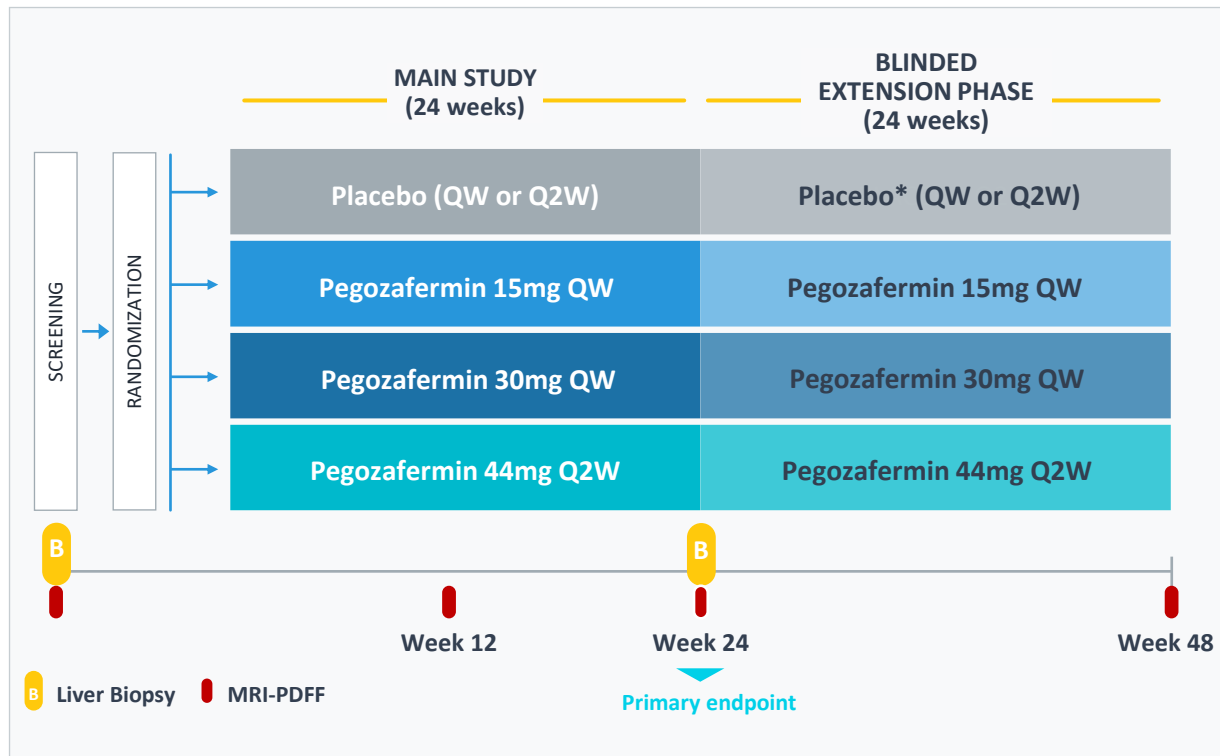 MAIN STUDY
(24 weeks)
BLINDED
EXTENSION PHASE
(24 weeks)
SCREENING
RANDOMIZATION
Placebo (QW or Q2W)
Placebo* (QW or Q2W)
Pegozafermin 15mg QW
Pegozafermin 15mg QW
Pegozafermin 30mg QW
Pegozafermin 30mg QW
Pegozafermin 44mg Q2W
Pegozafermin 44mg Q2W
B
B
Week 12
Week 24
Week 48
Primary endpoint
B
Liver Biopsy
MRI-PDFF